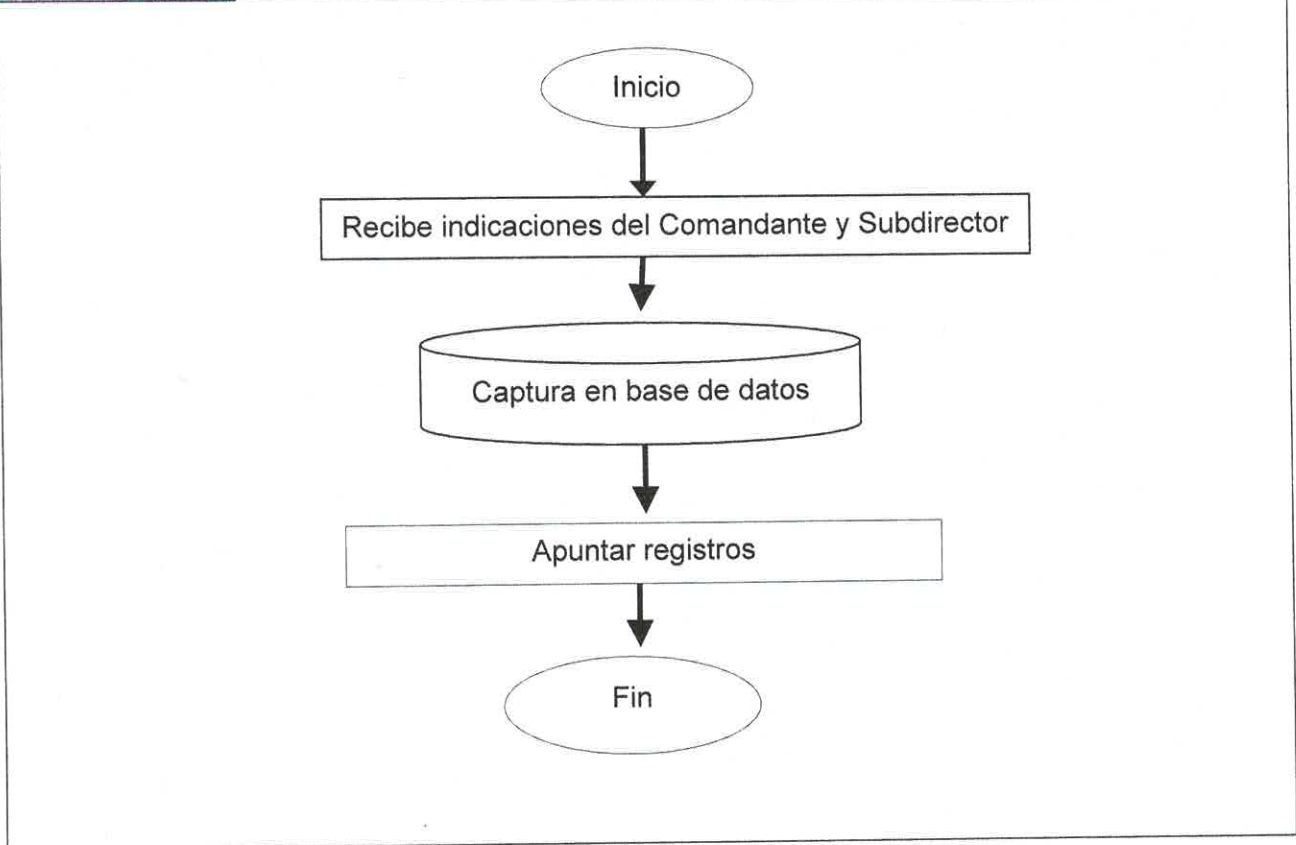 Inicio
Recibe indicaciones del Comandante y Subdirector
Captura en base de datos
Apuntar registros
Fin